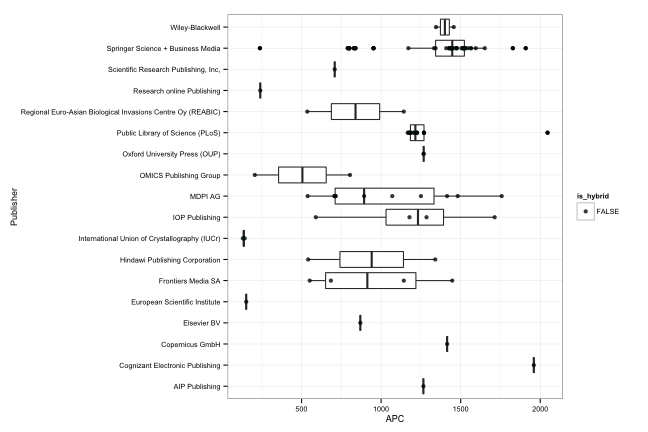 Wiley-Blackwell
Springer Science + Business Media
Scientific Research Publishing, Inc,
Research online Publishing
Regional Euro-Asian Biological Invasions Centre Oy (REABIC)
Public Library of Science (PLoS)
Oxford University Press (OUP)
OMICS Publishing Group
MDPI AG
IOP Publishing
International Union of Crystallography (IUCr)
Hindawi Publishing Corporation
Frontiers Media SA
European Scientific Institute
Elsevier BV
Copernicus GmbH
Cognizant Electronic Publishing
AIP Publishing
Publisher
500 1000 1500 2000
APC
is_hybrid
FALSE